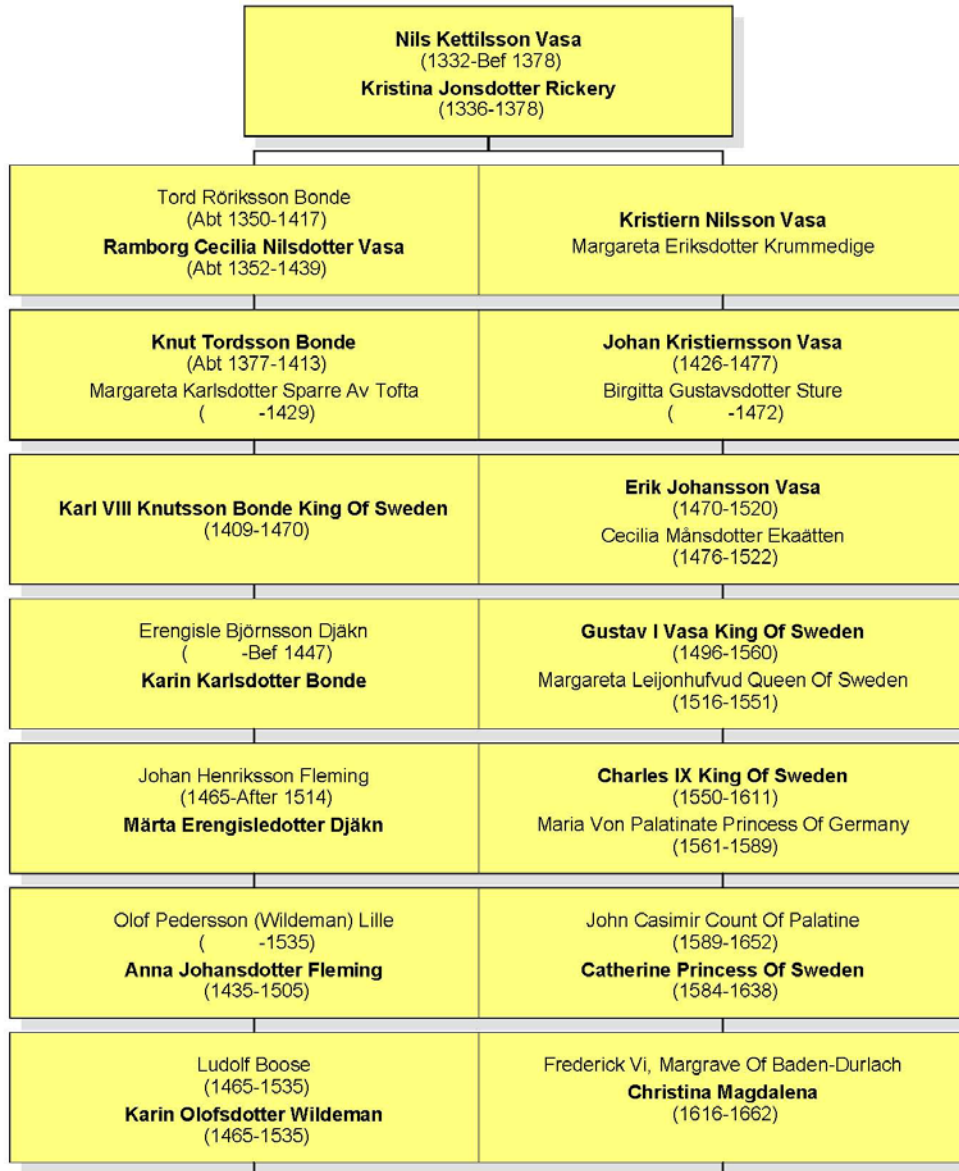 Nils Kettilsson Vasa
(1332-Bef 1378)
Kristina Jonsdotter Rickery
(1336-1378)
Tord Röriksson Bonde
(Abt 1350-1417)
Ramborg Cecilia Nilsdotter Vasa
(Abt 1352-1439)
Kristiern Nilsson Vasa
Margareta Eriksdotter Krummedige
Knut Tordsson Bonde
(Abt 1377-1413)
Margareta Karlsdotter Sparre Av Tofta
( -1429)
Johan Kristiernsson Vasa
(1426-1477)
Birgitta Gustavsdotter Sture
( -1472)
Karl VIII Knutsson Bonde King Of Sweden
(1409-1470)
Erik Johansson Vasa
(1470-1520)
Cecilia Månsdotter Ekaätten
(1476-1522)
Erengisle Björnsson Djäkn
( -Bef 1447)
Karin Karlsdotter Bonde
Gustav I Vasa King Of Sweden
(1496-1560)
Margareta Leijonhufvud Queen Of Sweden
(1516-1551)
Johan Henriksson Fleming
(1465-After 1514)
Märta Erengisledotter Djäkn
Charles IX King Of Sweden
(1550-1611)
Maria Von Palatinate Princess Of Germany
(1561-1589)
Olof Pedersson (Wildeman) Lille
( -1535)
Anna Johansdotter Fleming
(1435-1505)
John Casimir Count Of Palatine
(1589-1652)
Catherine Princess Of Sweden
(1584-1638)
Ludolf Boose
(1465-1535)
Karin Olofsdotter Wildeman
(1465-1535)
Frederick Vi, Margrave Of Baden-Durlach
Christina Magdalena
(1616-1662)